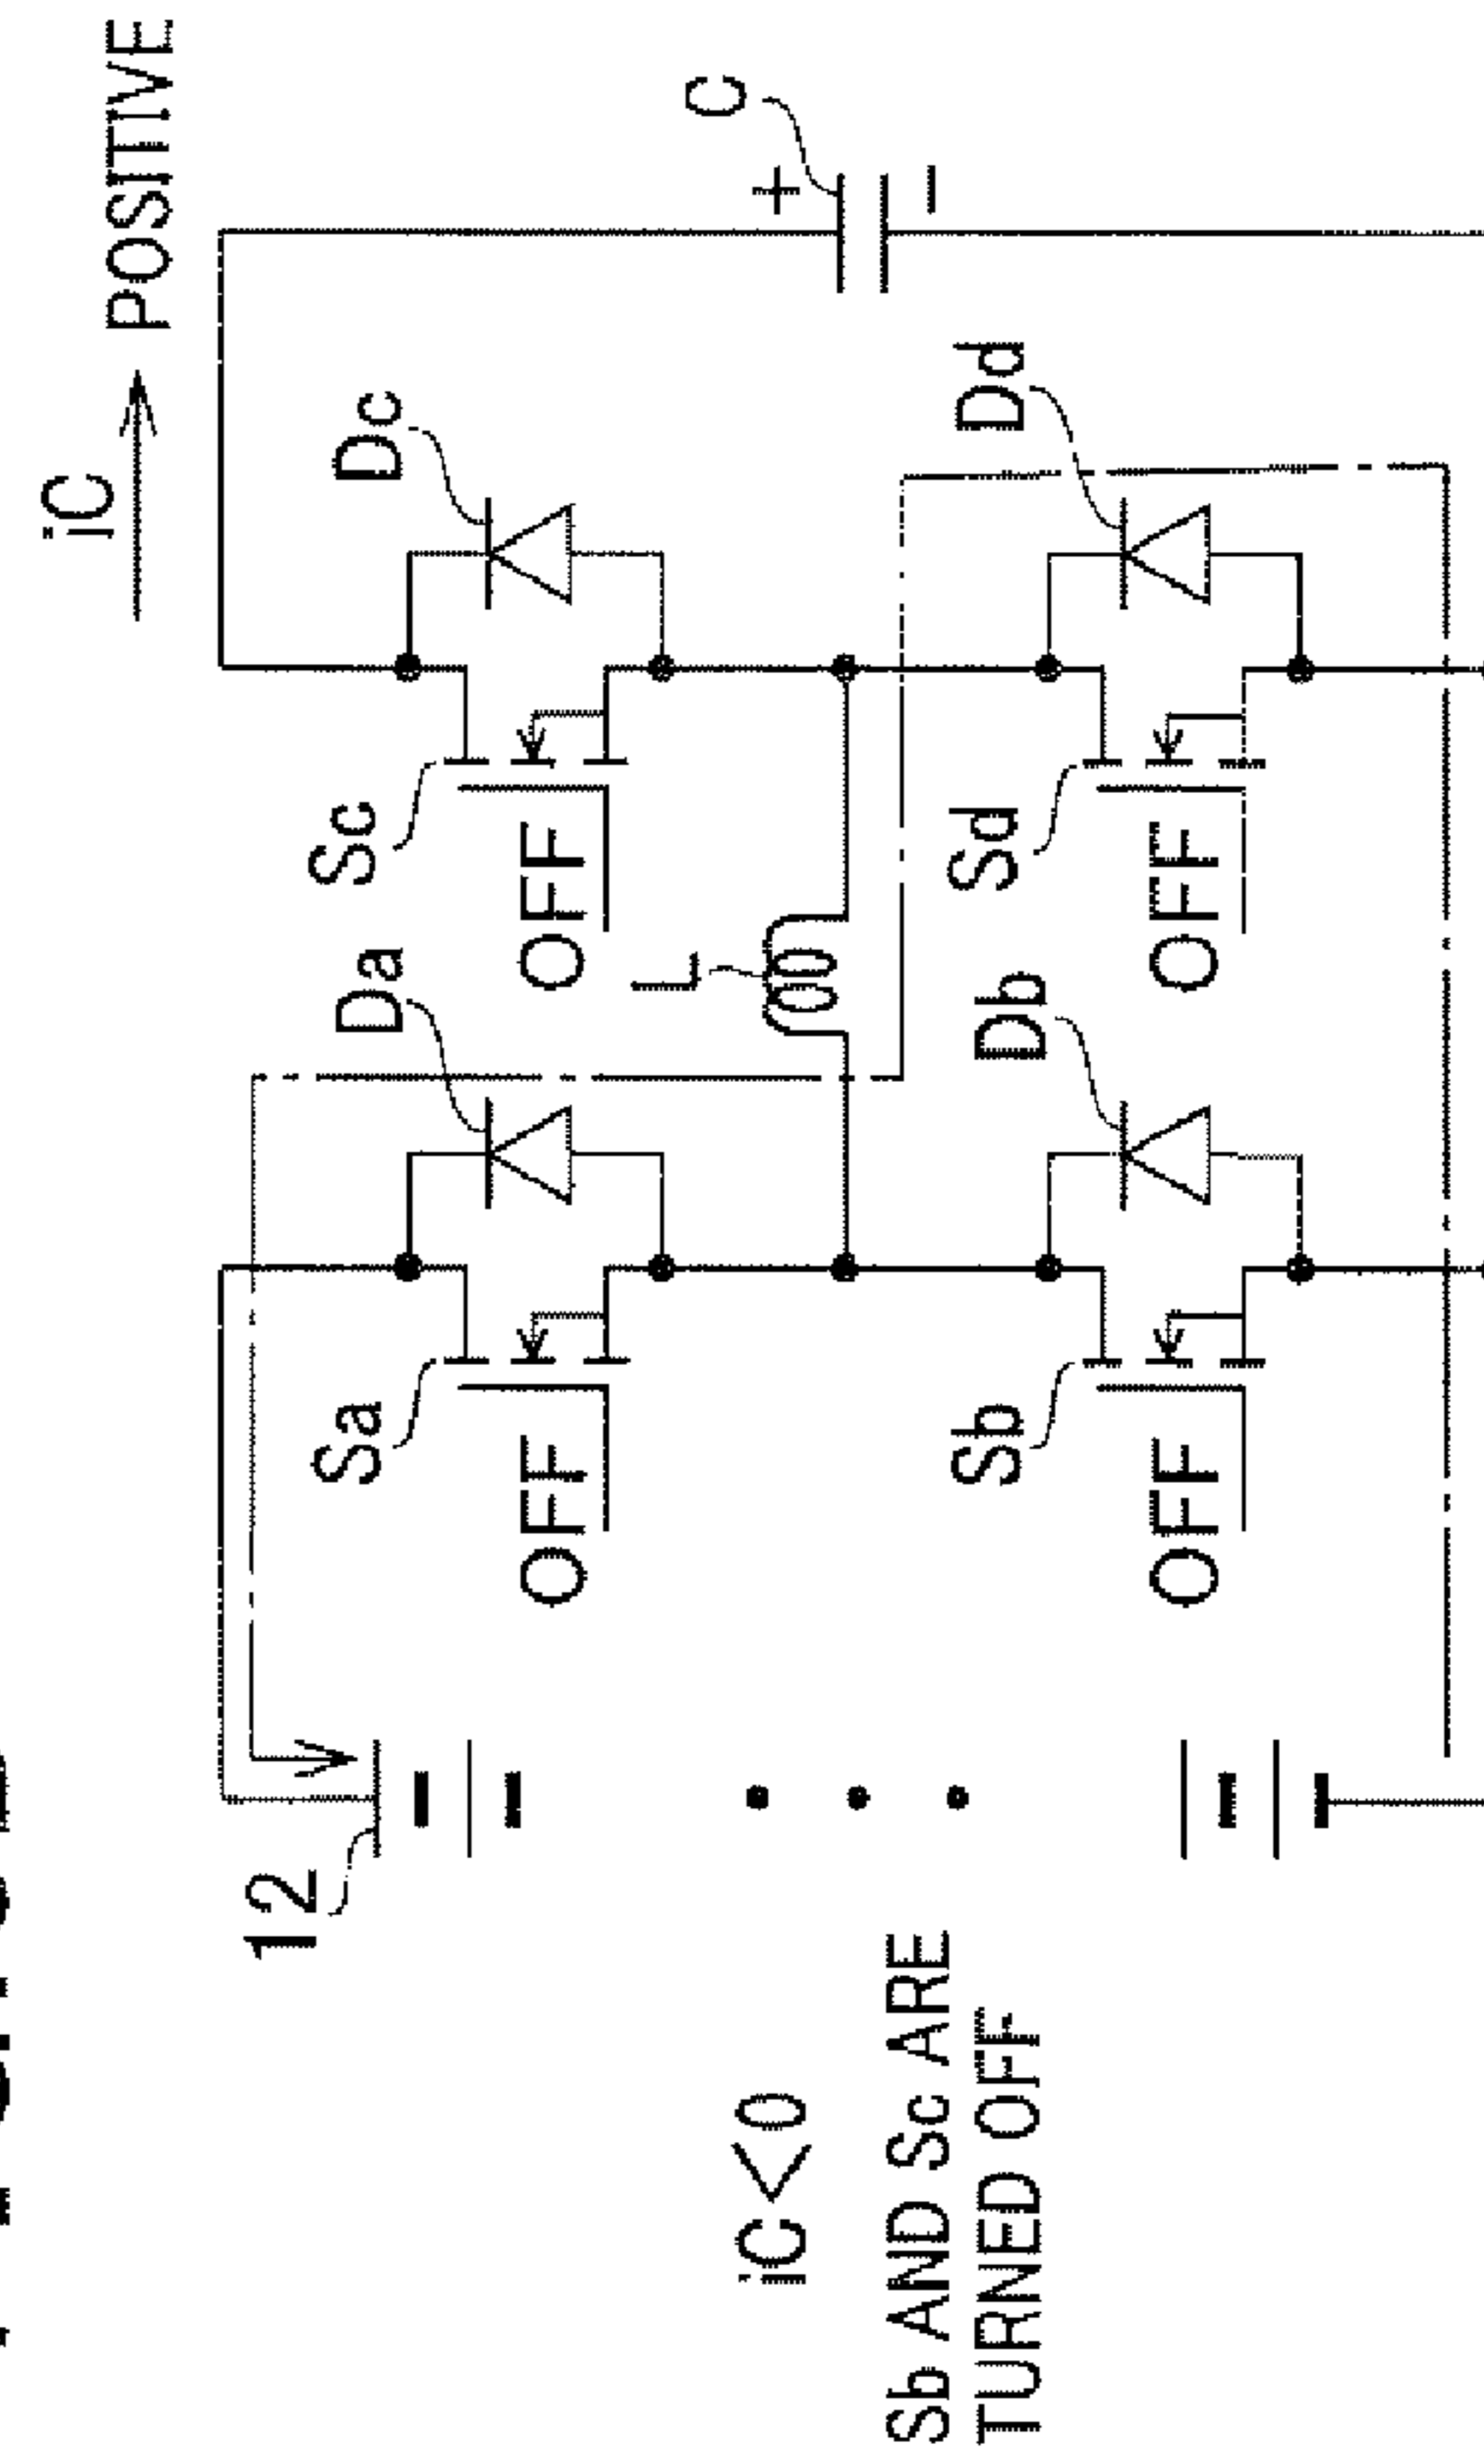 iC
POSITIVE
Da
Dc
C
+
−
12
Sa
OFF
Sc
OFF
L
iC<0
Sb AND Sc ARE
TURNED OFF
Db
Dd
Sb
OFF
Sd
OFF